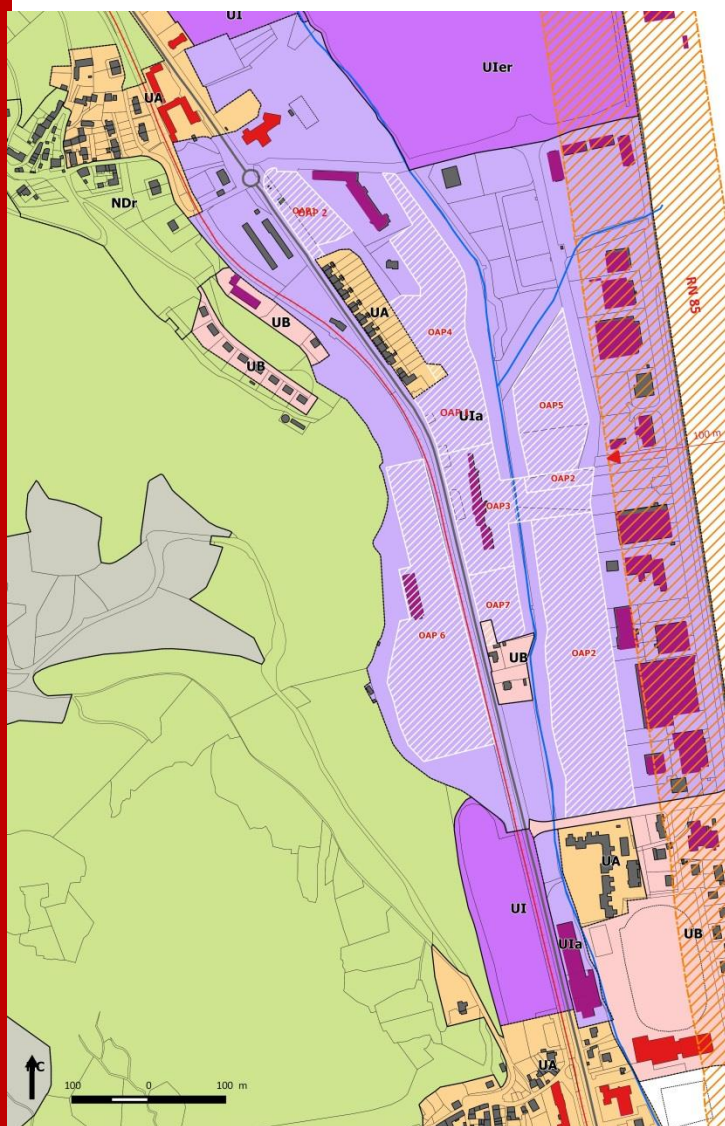 UI
UIer
UA
NDr
OAP 2
UB
UA
UB
OAP4
RN 85
OAP5
UIa
100 m
OAP2
OAP3
OAP7
OAP 6
UB
OAP2
UI
UA
UIa
UB
UA
100 0 100 m